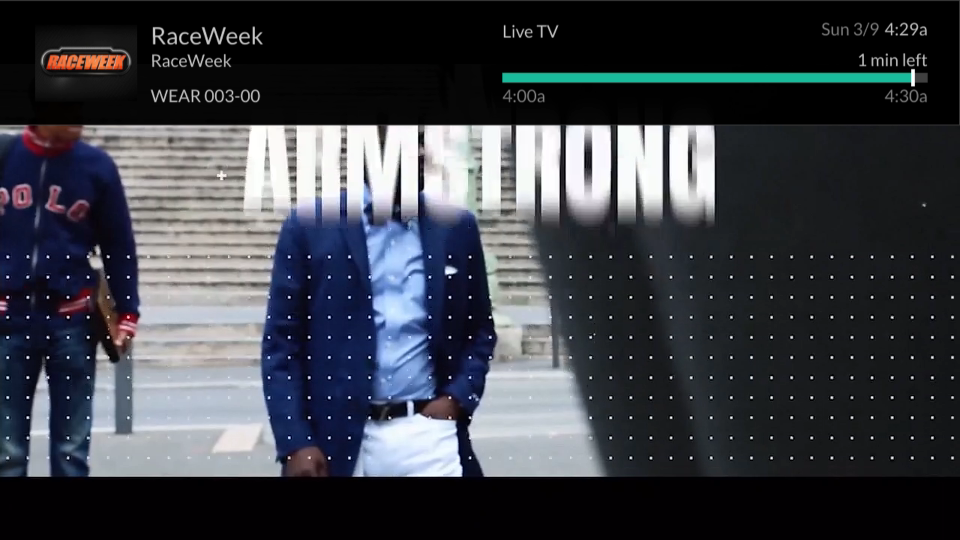 RACEWEEK
RaceWeek
RaceWeek
WEAR 003-00
Live TV
Sun 3/9 4:29a
1 min left
4:00a
4:30a
ARMSTRONG
POLO